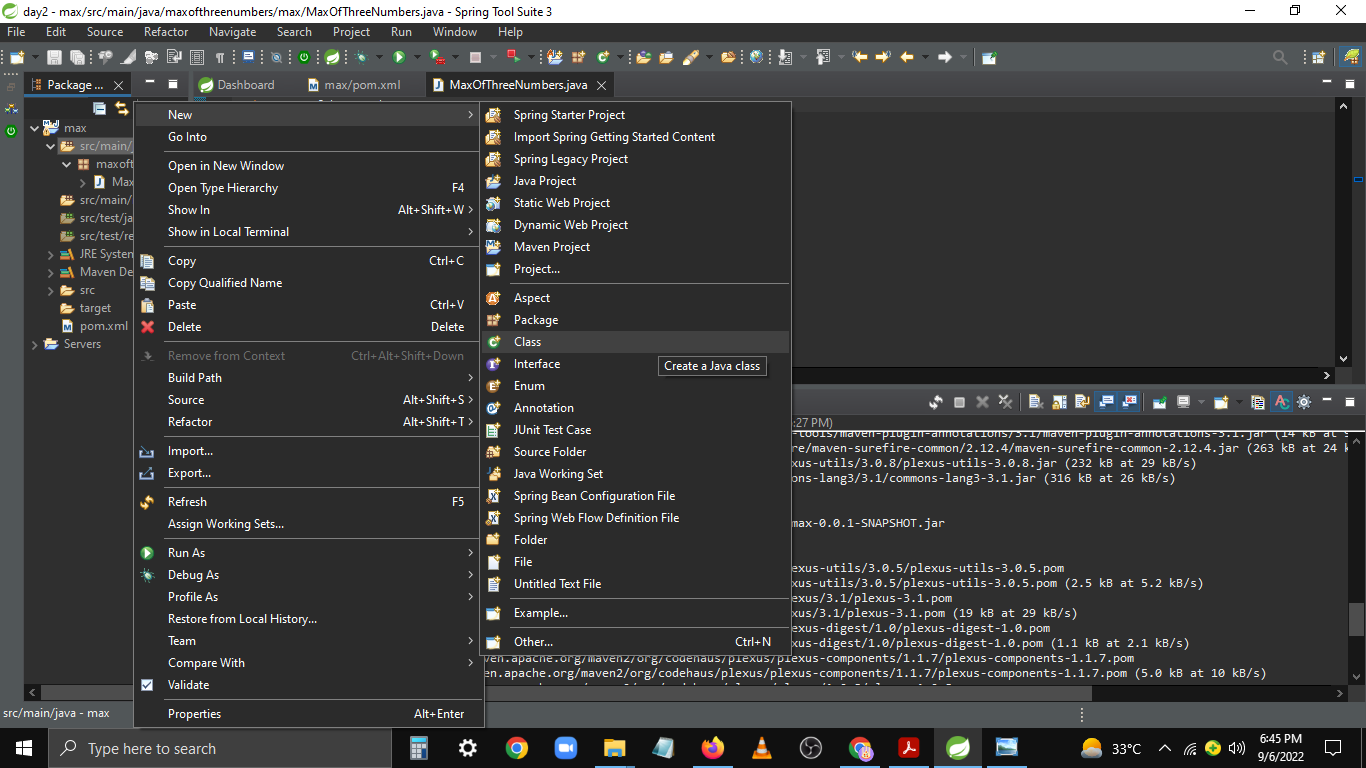 day2 - max/src/main/java/maxofthreenumbers/max/MaxOfThreeNumbers.java - Spring Tool Suite 3
File Edit Source Refactor Navigate Search Project Run Window Help
Package ... Dashboard max/pom.xml MaxOfThreeNumbers.java
max
src/main/
maxoft
Max
src/main/
src/test/ja
src/test/re
JRE System
Maven De
src
target
pom.xml
Servers
New
Go Into
Open in New Window
Open Type Hierarchy F4
Show In Alt+Shift+W
Show in Local Terminal
Copy Ctrl+C
Copy Qualified Name
Paste Ctrl+V
Delete Delete
Remove from Context Ctrl+Alt+Shift+Down
Build Path
Source Alt+Shift+S
Refactor Alt+Shift+T
Import...
Export...
Refresh F5
Assign Working Sets...
Run As
Debug As
Profile As
Restore from Local History...
Team
Compare With
Validate
Properties Alt+Enter
Spring Starter Project
Import Spring Getting Started Content
Spring Legacy Project
Java Project
Static Web Project
Dynamic Web Project
Maven Project
Project...
Aspect
Package
Class
Interface
Enum
Annotation
JUnit Test Case
Source Folder
Java Working Set
Spring Bean Configuration File
Spring Web Flow Definition File
Folder
File
Untitled Text File
Example...
Other... Ctrl+N
Create a Java class
:27 PM)
-tools/maven-plugin-annotations/3.1/maven-plugin-annotations-3.1.jar (14 kB at
re/maven-surefire-common/2.12.4/maven-surefire-common-2.12.4.jar (263 kB at 24 k
exus-utils/3.0.8/plexus-utils-3.0.8.jar (232 kB at 29 kB/s)
ons-lang3/3.1/commons-lang3-3.1.jar (316 kB at 26 kB/s)
max-0.0.1-SNAPSHOT.jar
exus-utils/3.0.5/plexus-utils-3.0.5.pom
exus-utils/3.0.5/plexus-utils-3.0.5.pom (2.5 kB at 5.2 kB/s)
exus/3.1/plexus-3.1.pom
exus/3.1/plexus-3.1.pom (19 kB at 29 kB/s)
exus-digest/1.0/plexus-digest-1.0.pom
exus-digest/1.0/plexus-digest-1.0.pom (1.1 kB at 2.1 kB/s)
ven.apache.org/maven2/org/codehaus/plexus/plexus-components/1.1.7/plexus-components-1.1.7.pom
en.apache.org/maven2/org/codehaus/plexus/plexus-components/1.1.7/plexus-components-1.1.7.pom (5.0 kB at 10 kB/s)
src/main/java - max
Type here to search
33°C
6:45 PM
9/6/2022